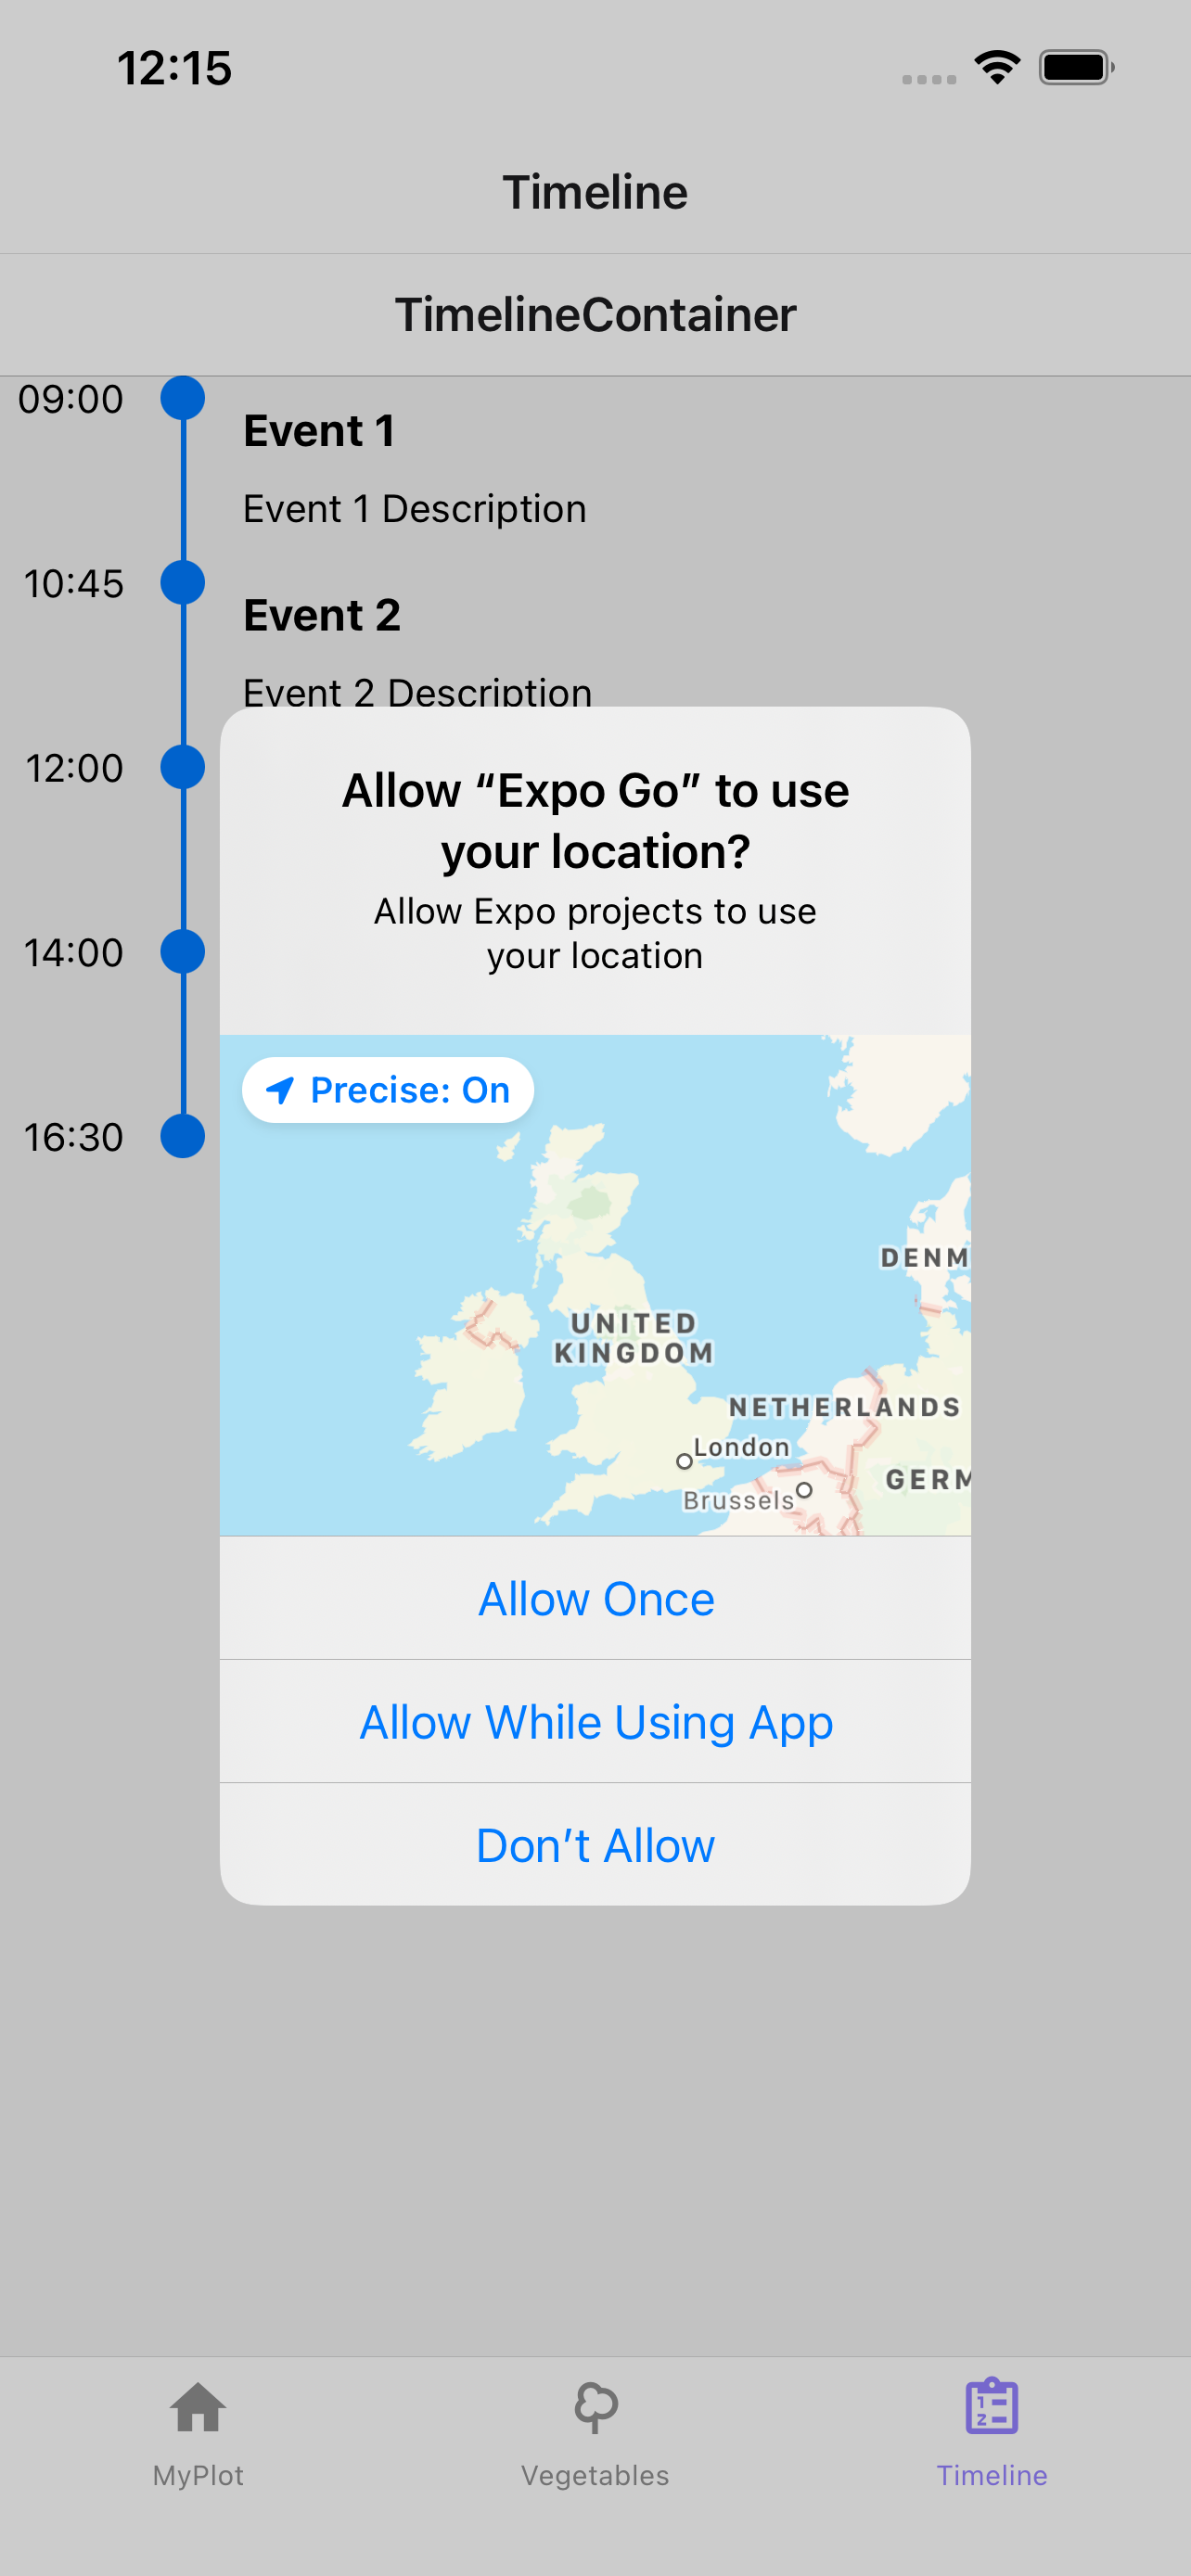 12:15
Timeline
TimelineContainer
09:00
Event 1
Event 1 Description
10:45
Event 2
Event 2 Description
12:00
14:00
16:30
Allow “Expo Go” to use
your location?
Allow Expo projects to use
your location
Precise: On
DENM
UNITED
KINGDOM
NETHERLANDS
London
GERM
Brussels
Allow Once
Allow While Using App
Don’t Allow
MyPlot
Vegetables
Timeline